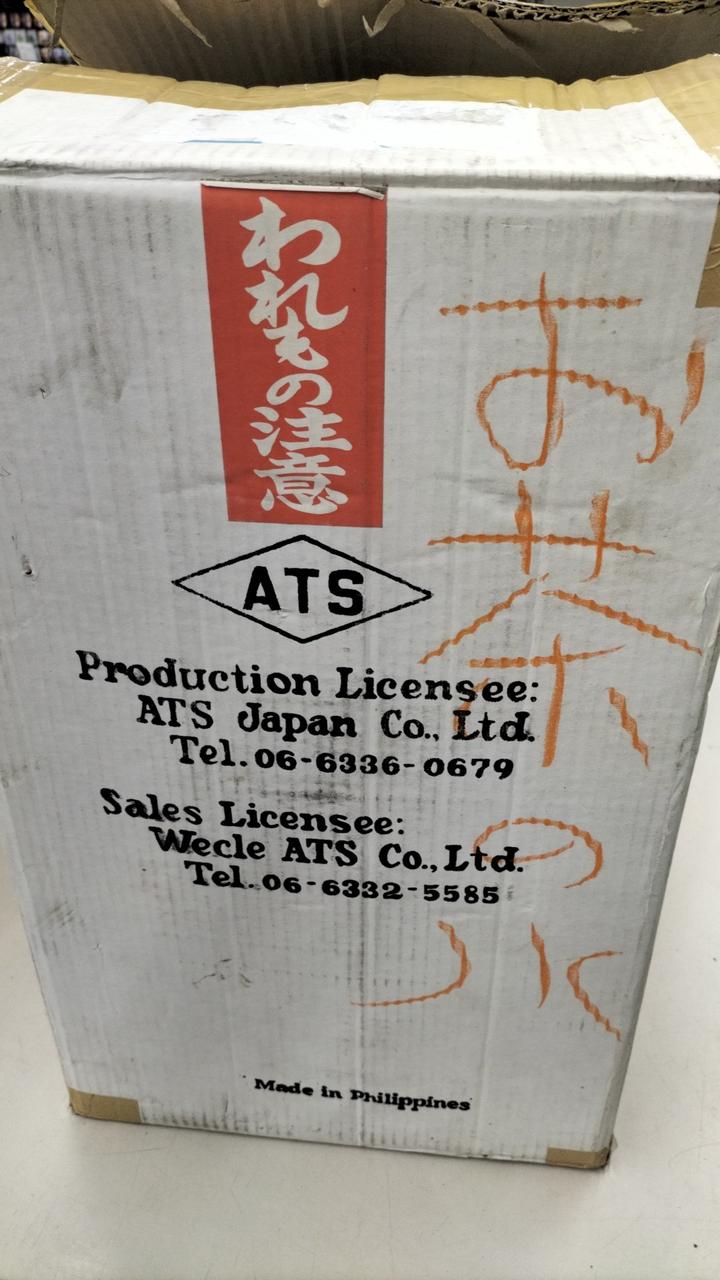 われもの注意
お茶の水
ATS
Production Licensee:
ATS Japan Co., Ltd.
Tel. 06-6336-0679
Sales Licensee:
Wecle ATS Co., Ltd.
Tel. 06-6332-5585
Made in Philippines